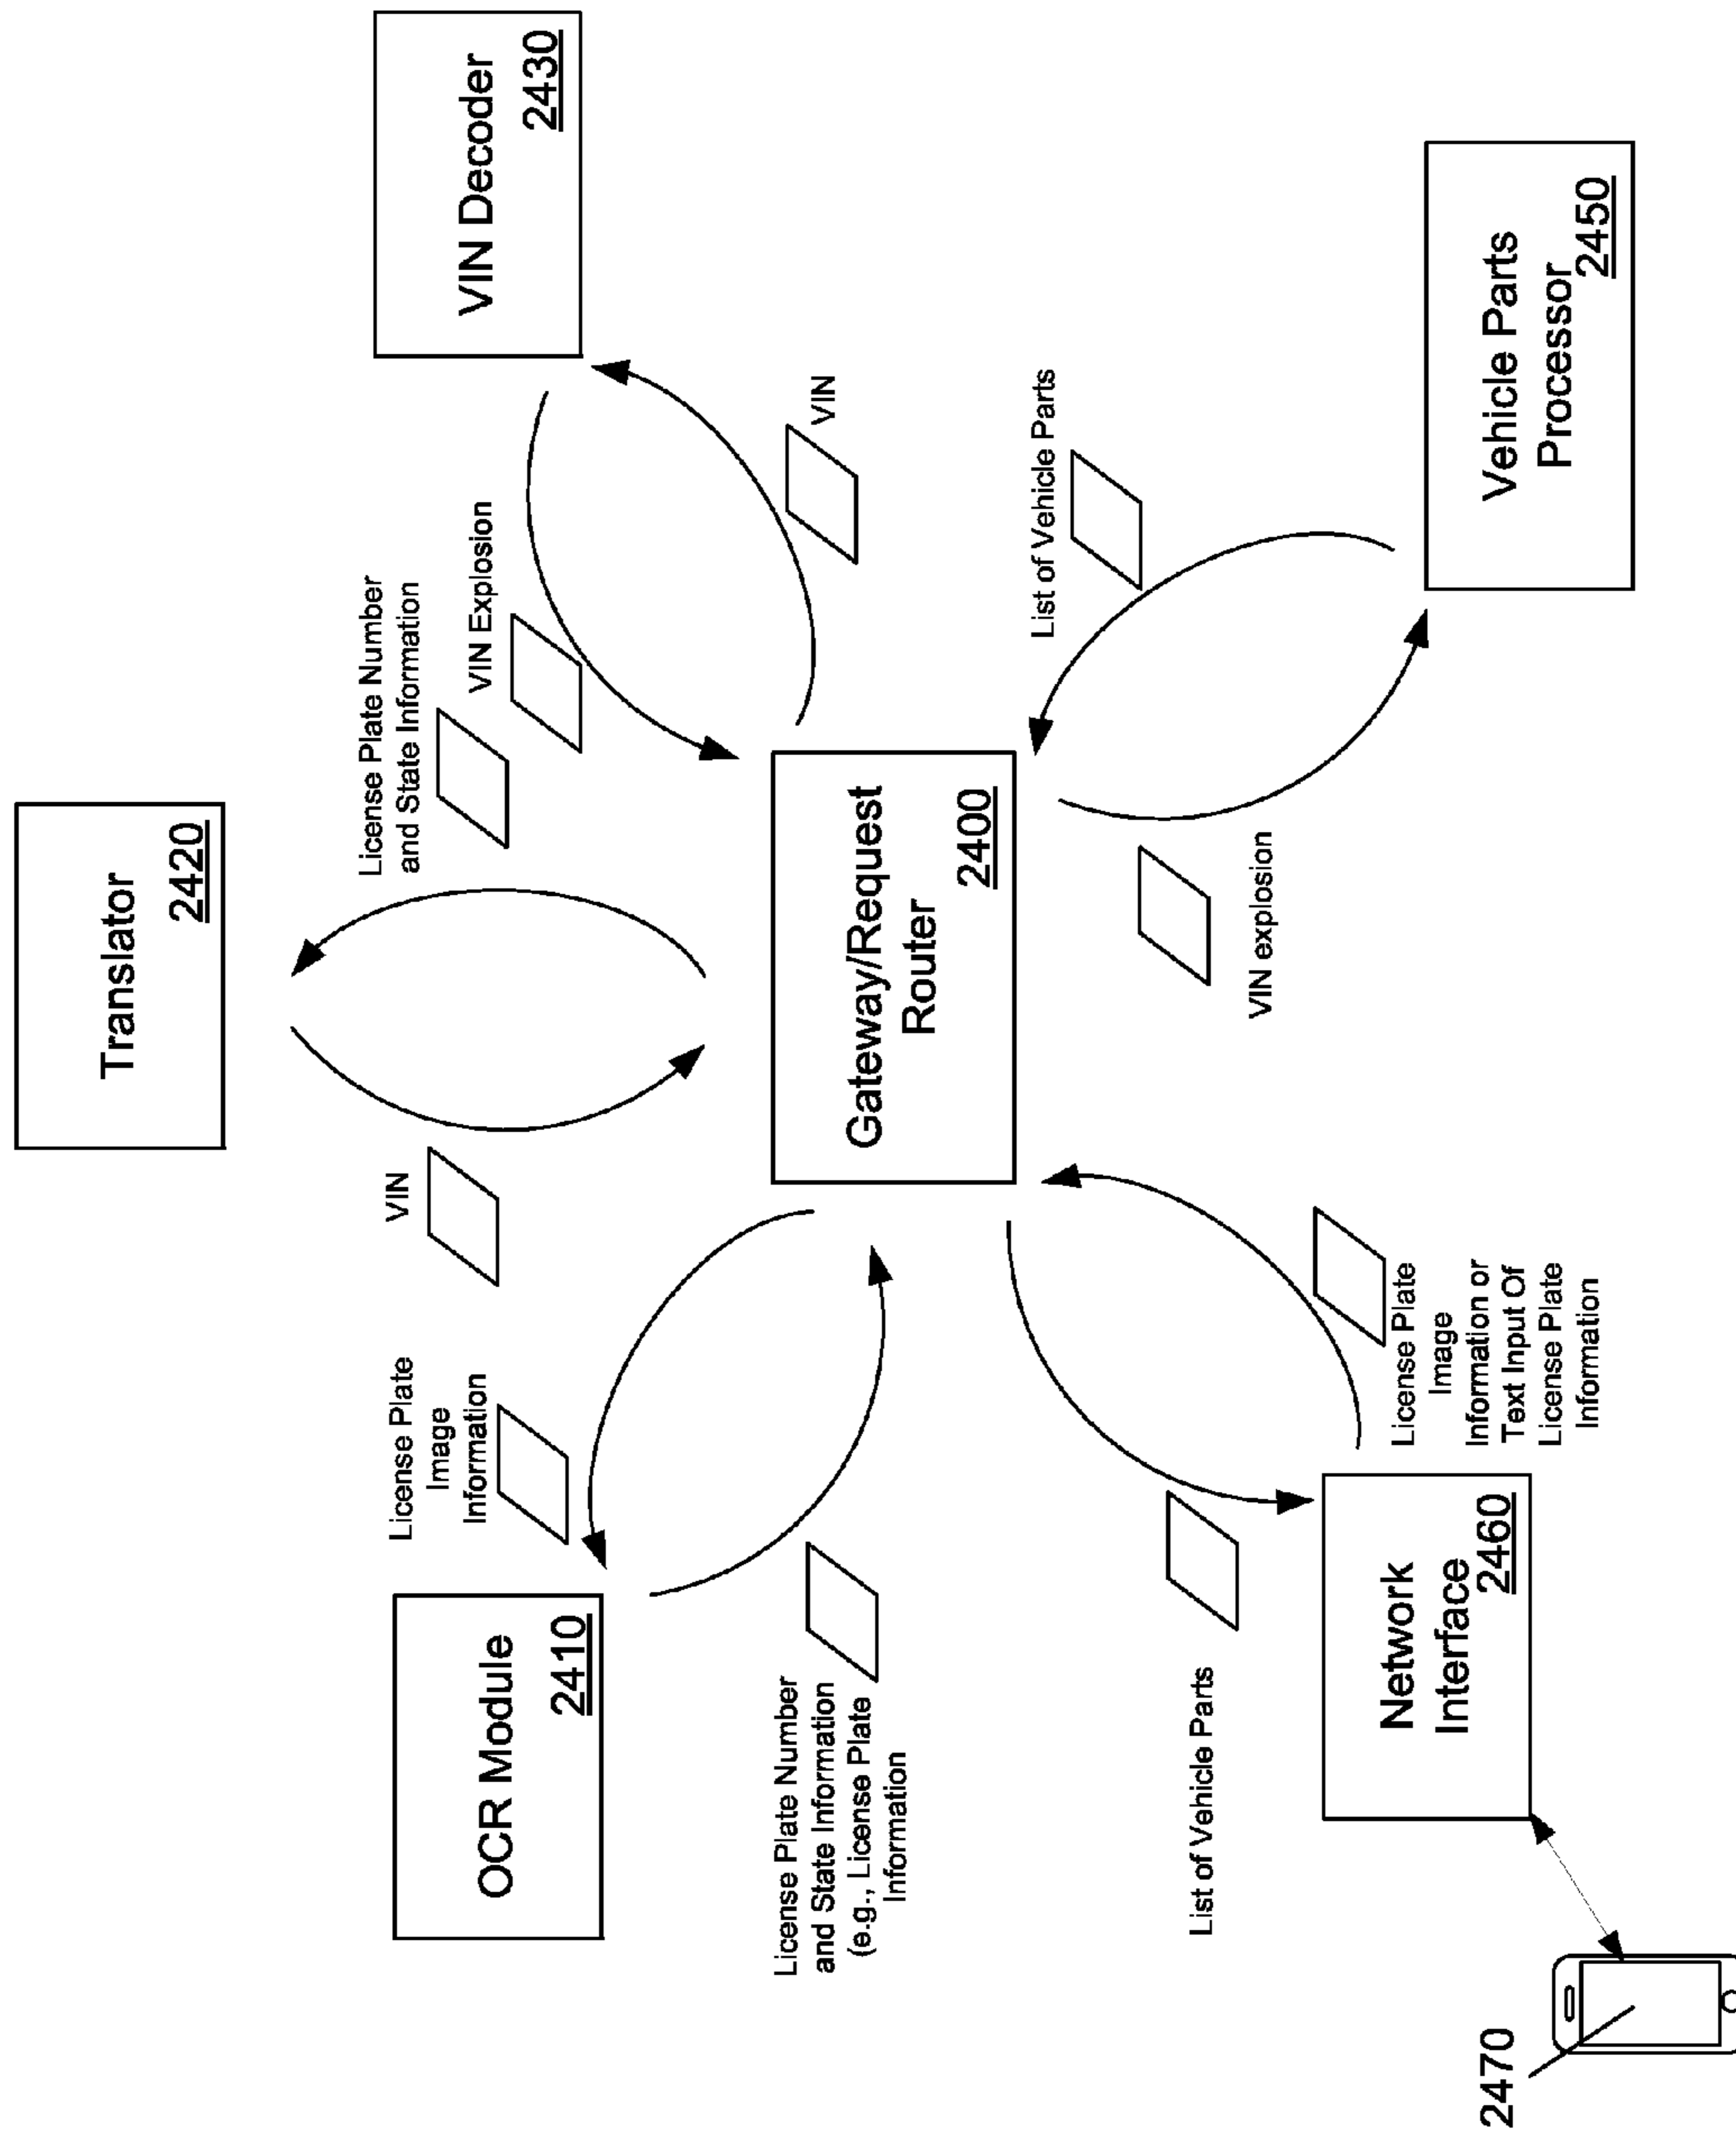 Translator
2420
OCR Module
2410
License Plate
Image
Information
VIN
License Plate Number
and State Information
VIN Explosion
VIN Decoder
2430
VIN
License Plate Number
and State Information
(e.g., License Plate
Information
Gateway/Request
Router
2400
List of Vehicle Parts
List of Vehicle Parts
VIN explosion
Network
Interface
2460
License Plate
Image
Information or
Text Input Of
License Plate
Information
Vehicle Parts
Processor
2450
2470